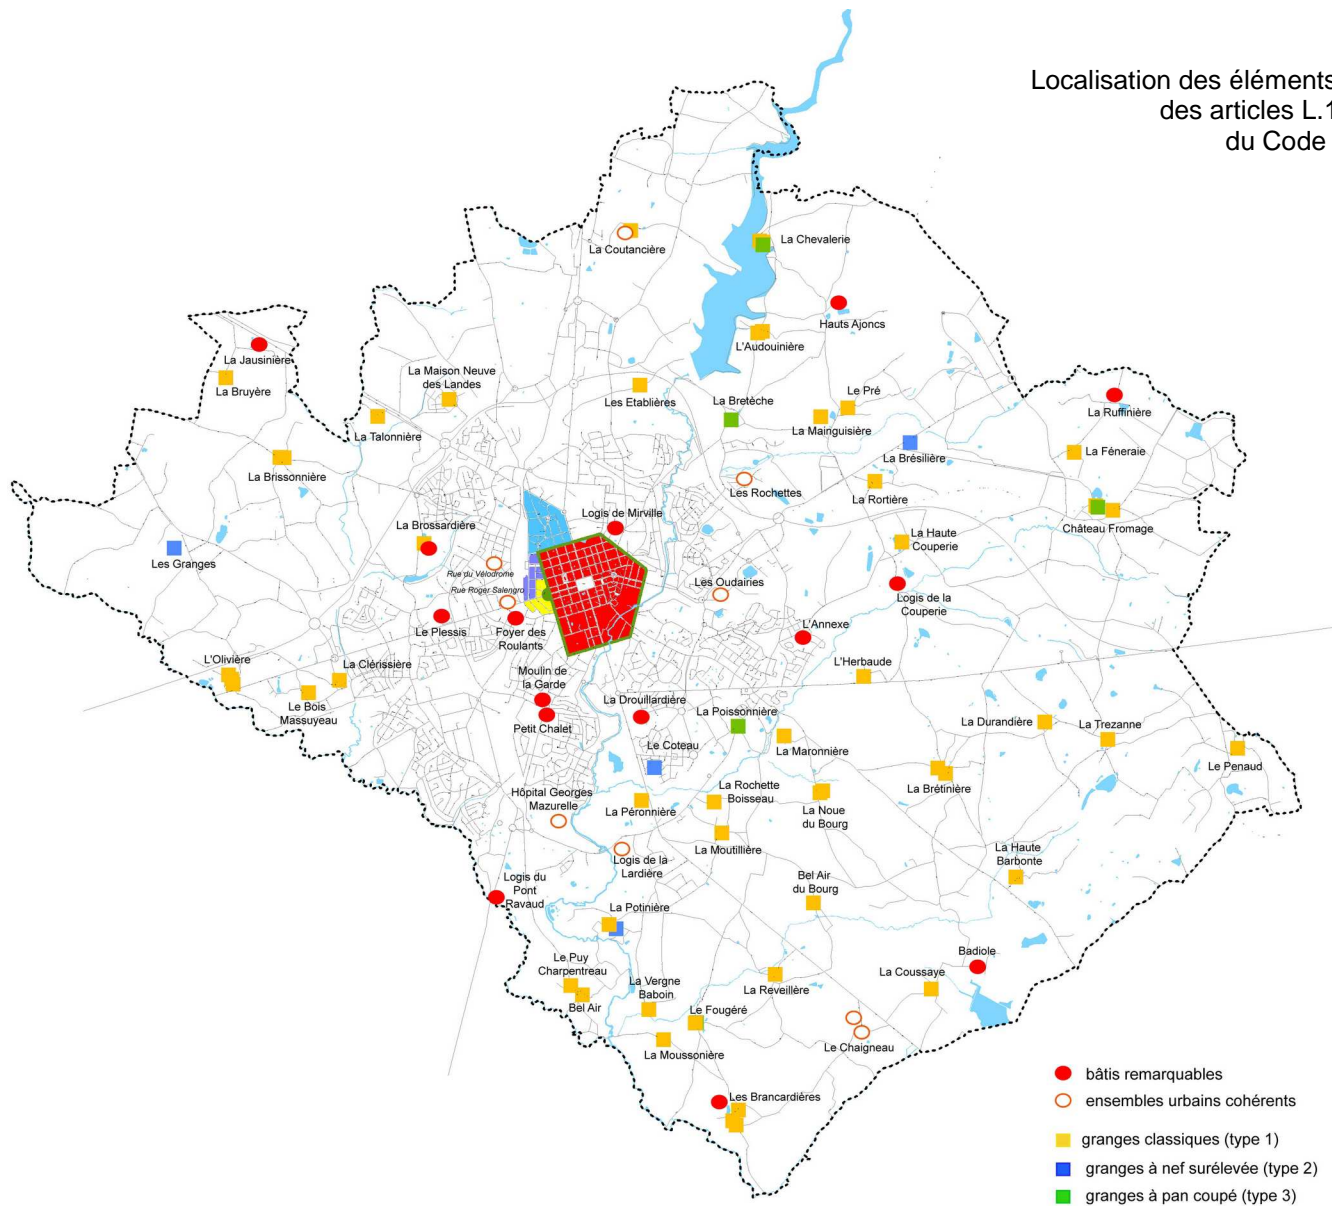 Localisation des éléments
des articles L.1
du Code
La Coutancière
La Chevalerie
Hauts Ajoncs
L'Audouinière
La Jausinière
La Bruyère
La Maison Neuve
des Landes
La Talonnière
Les Etablières
La Bretèche
Le Pré
La Mainguisière
La Ruffinière
La Brésilière
La Féneraie
La Brissonnière
Les Rochettes
La Rortière
Château Fromage
La Brossardière
Logis de Mirville
La Haute
Couperie
Les Granges
Rue du Vélodrome
Rue Roger Salengro
Les Oudaines
Logis de la
Couperie
Le Plessis
Foyer des
Roulants
L'Annexe
L'Olivière
La Clérissière
Le Bois
Massuyeau
Moulin de
la Garde
Petit Chalet
La Drouillardière
La Poissonnière
L'Herbaude
La Maronnière
La Durandière
La Trezanne
Le Penaud
Le Coteau
La Brétinière
Hôpital Georges
Mazurelle
La Péronnière
La Rochette
Boisseau
La Noue
du Bourg
La Moutillière
Logis de la
Lardière
La Haute
Barbonte
Logis du
Pont
Ravaud
Bel Air
du Bourg
La Potinière
Le Puy
Charpentreau
Bel Air
La Vergne
Baboin
La Reveillère
La Coussaye
Badiole
Le Fougéré
La Moussonière
Le Chaigneau
Les Brancardières
bâtis remarquables
ensembles urbains cohérents
granges classiques (type 1)
granges à nef surélevée (type 2)
granges à pan coupé (type 3)